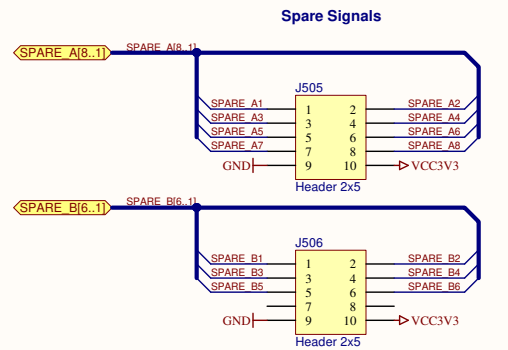 Spare Signals
SPARE_A[8..1] SPARE_A[8..1]
J505
SPARE_A1 1 2 SPARE_A2
SPARE_A3 3 4 SPARE_A4
SPARE_A5 5 6 SPARE_A6
SPARE_A7 7 8 SPARE_A8
GND 9 10 VCC3V3
Header 2x5
SPARE_B[6..1] SPARE_B[6..1]
J506
SPARE_B1 1 2 SPARE_B2
SPARE_B3 3 4 SPARE_B4
SPARE_B5 5 6 SPARE_B6
7 8
GND 9 10 VCC3V3
Header 2x5